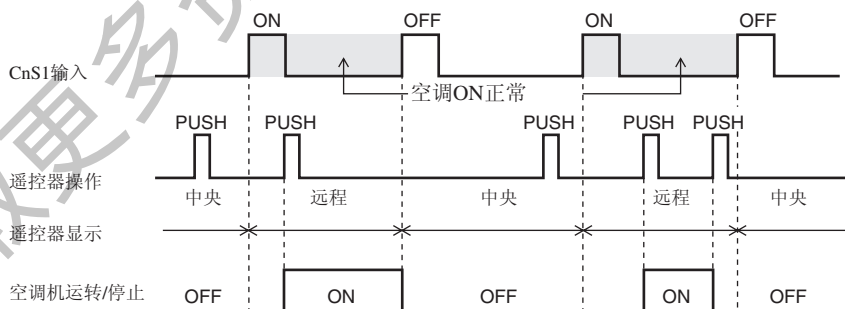 ON OFF ON OFF
CnS1输入
空调ON正常
PUSH PUSH PUSH PUSH PUSH
遥控器操作
中央 远程 中央 远程 中央
遥控器显示
空调机运转/停止 OFF ON OFF ON OFF
更多